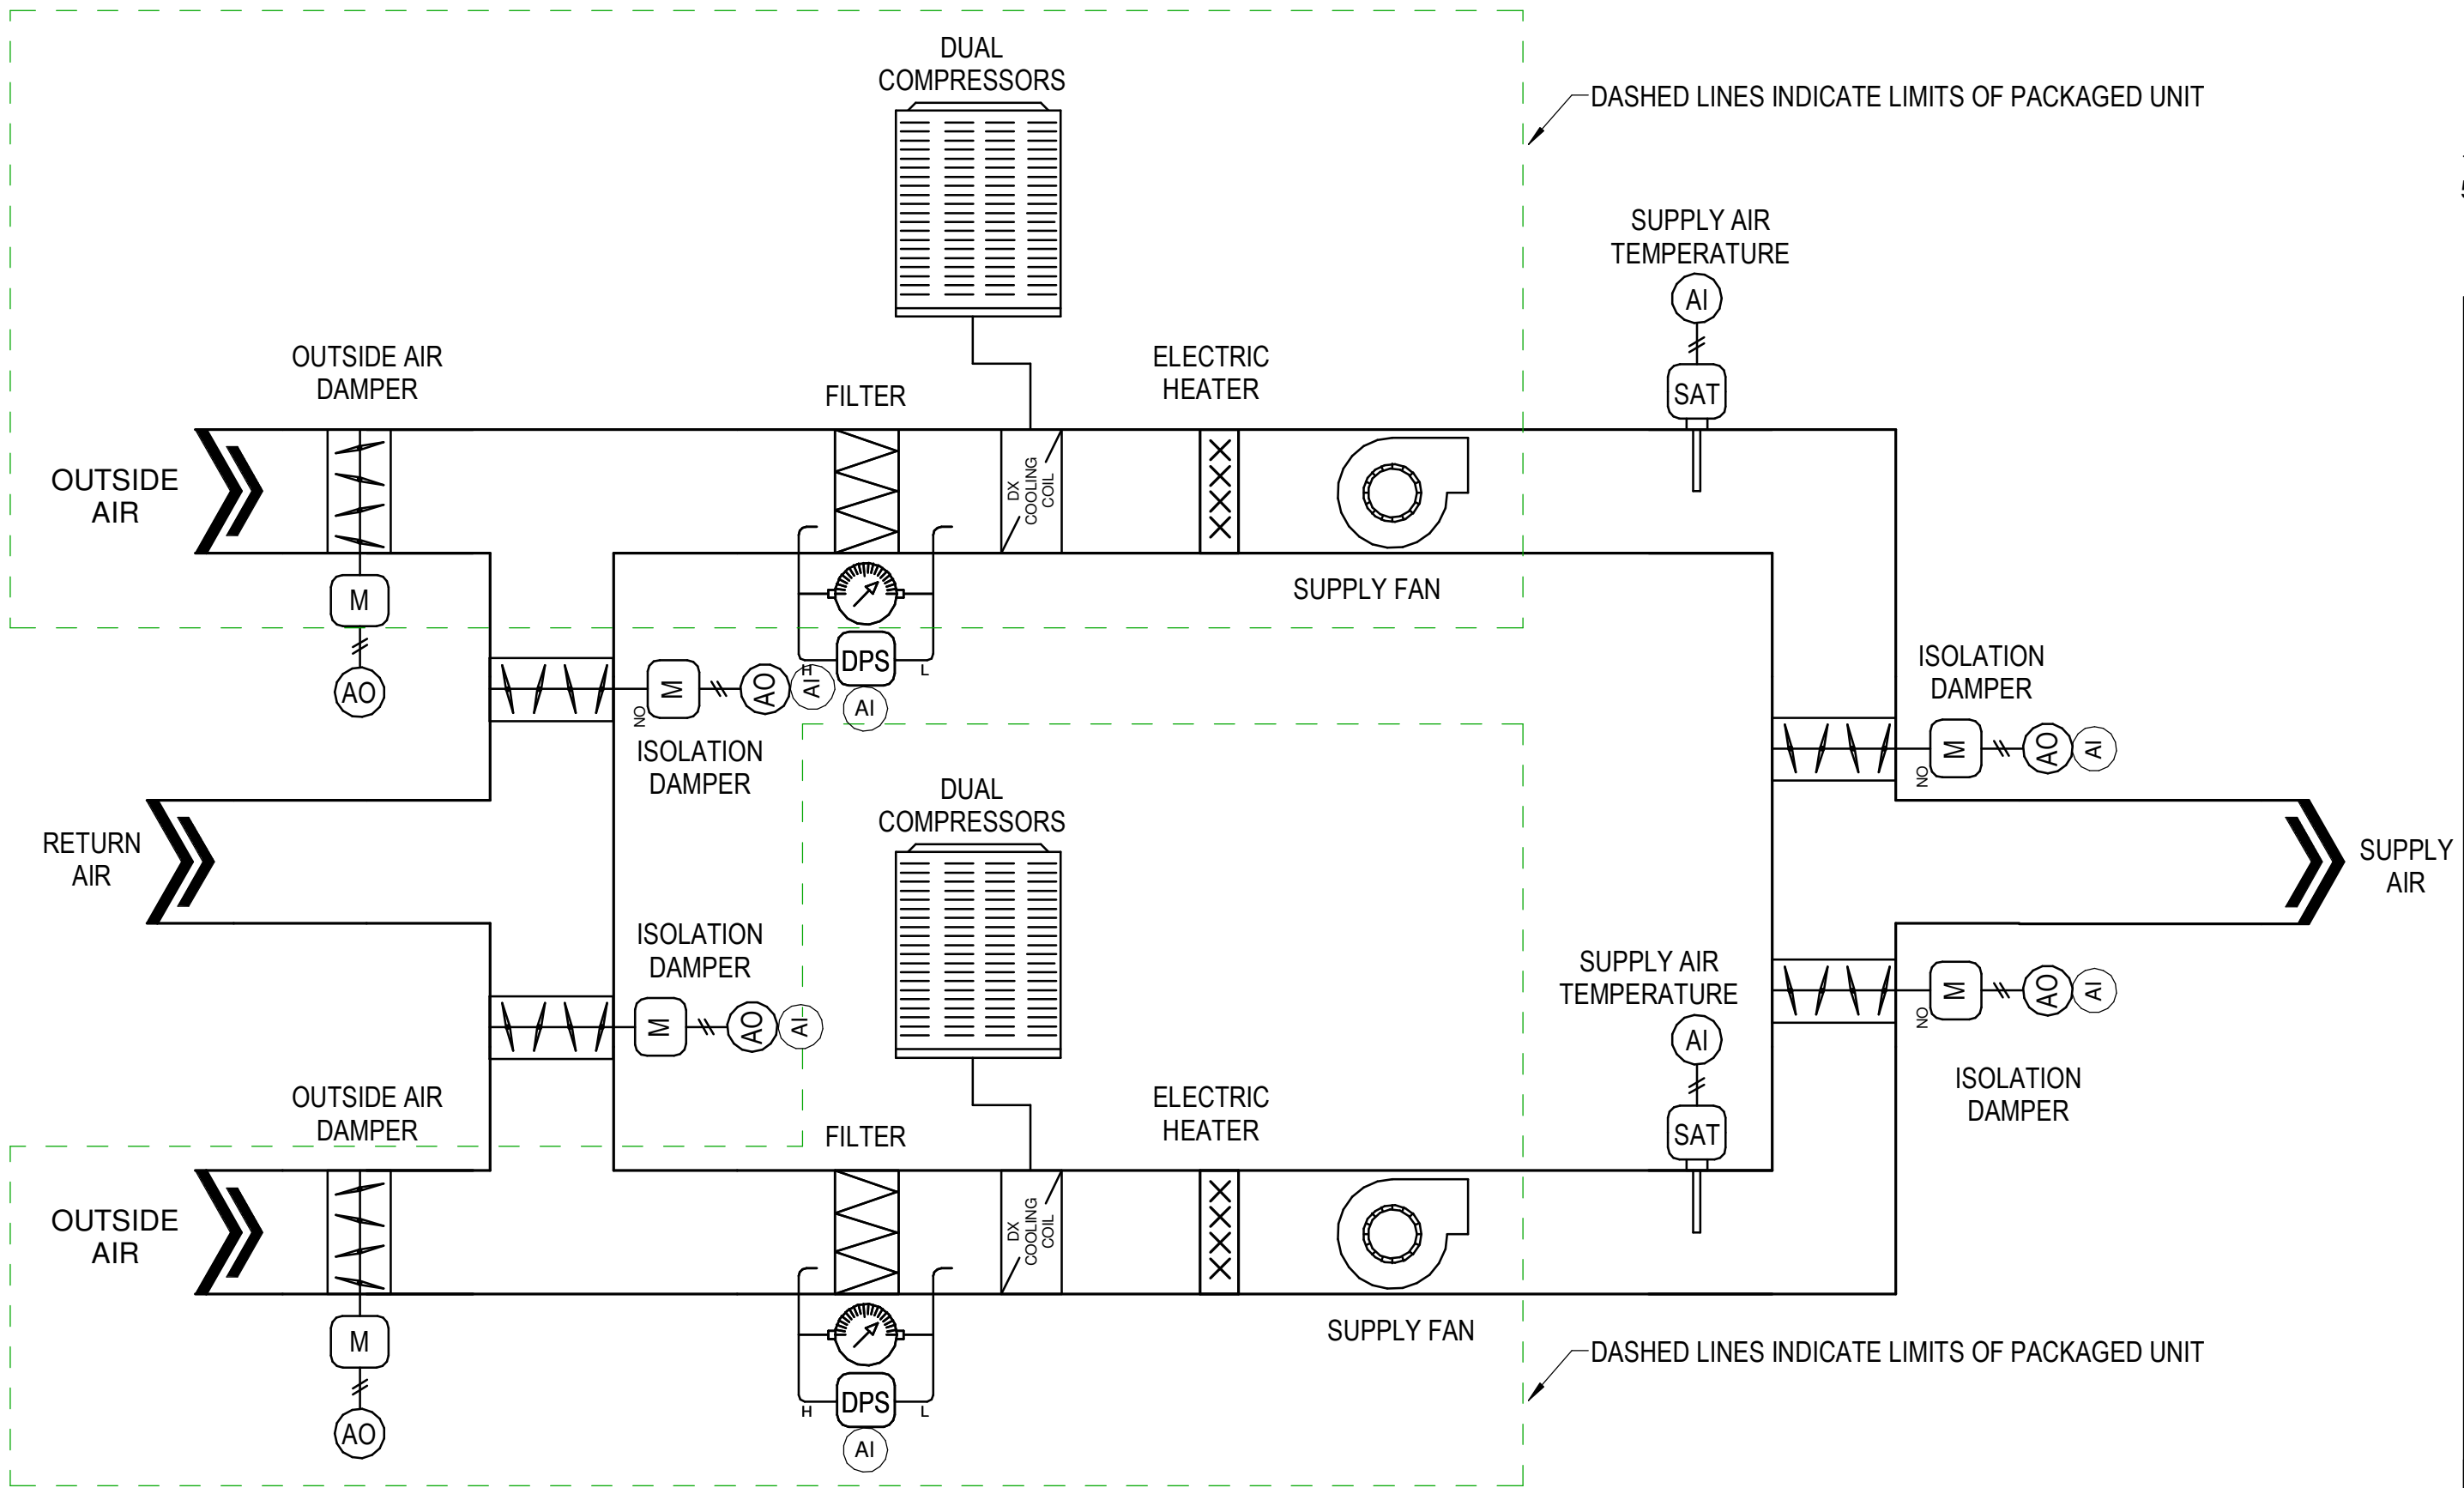 DUAL
COMPRESSORS
DASHED LINES INDICATE LIMITS OF PACKAGED UNIT
SUPPLY AIR
TEMPERATURE
AI
SAT
OUTSIDE AIR
DAMPER
FILTER
ELECTRIC
HEATER
OUTSIDE
AIR
DX
COOLING
COIL
M
AO
SUPPLY FAN
H
DPS
L
AI
M
NO
AO
AI
ISOLATION
DAMPER
ISOLATION
DAMPER
M
NO
AO
AI
DUAL
COMPRESSORS
RETURN
AIR
SUPPLY
AIR
ISOLATION
DAMPER
M
AO
AI
SUPPLY AIR
TEMPERATURE
AI
SAT
M
NO
AO
AI
ISOLATION
DAMPER
OUTSIDE AIR
DAMPER
FILTER
ELECTRIC
HEATER
OUTSIDE
AIR
DX
COOLING
COIL
M
AO
SUPPLY FAN
H
DPS
L
AI
DASHED LINES INDICATE LIMITS OF PACKAGED UNIT